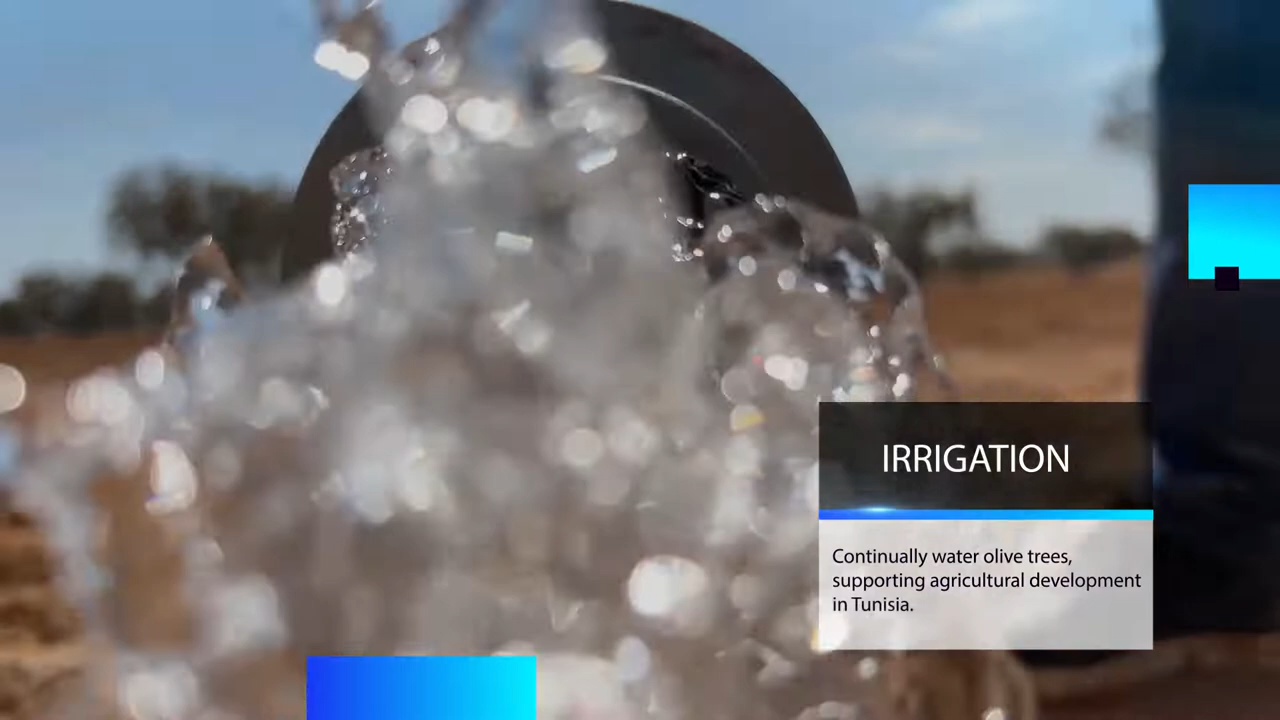 IRRIGATION
Continually water olive trees,
supporting agricultural development
in Tunisia.